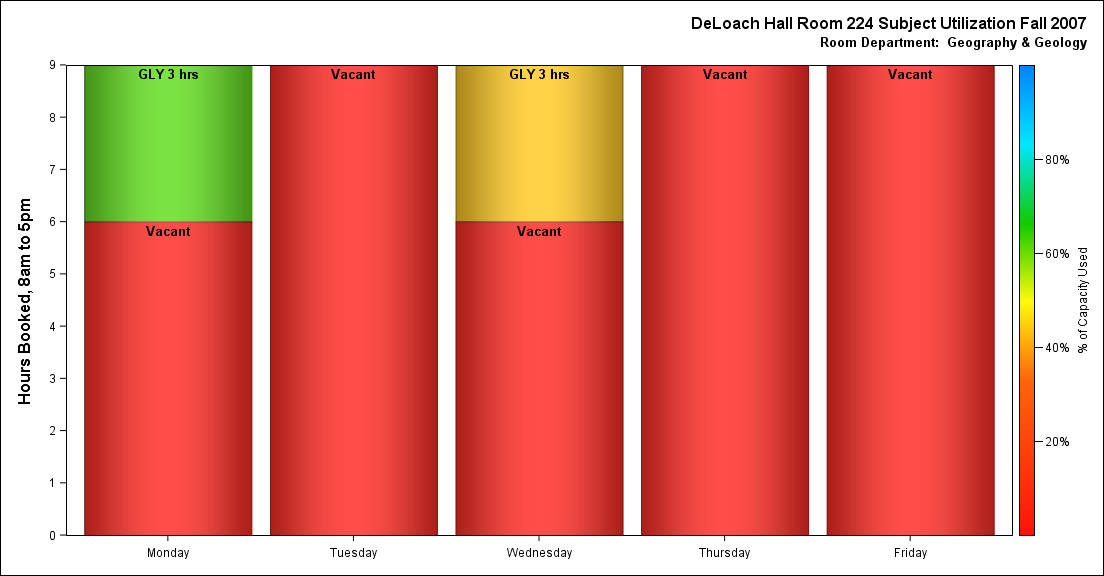 DeLoach Hall Room 224 Subject Utilization Fall 2007
Room Department:  Geography & Geology
Hours Booked, 8am to 5pm
9
8
7
6
5
4
3
2
1
0
GLY 3 hrs
Vacant
Vacant
GLY 3 hrs
Vacant
Vacant
Vacant
Monday
Tuesday
Wednesday
Thursday
Friday
80%
60%
40%
20%
% of Capacity Used